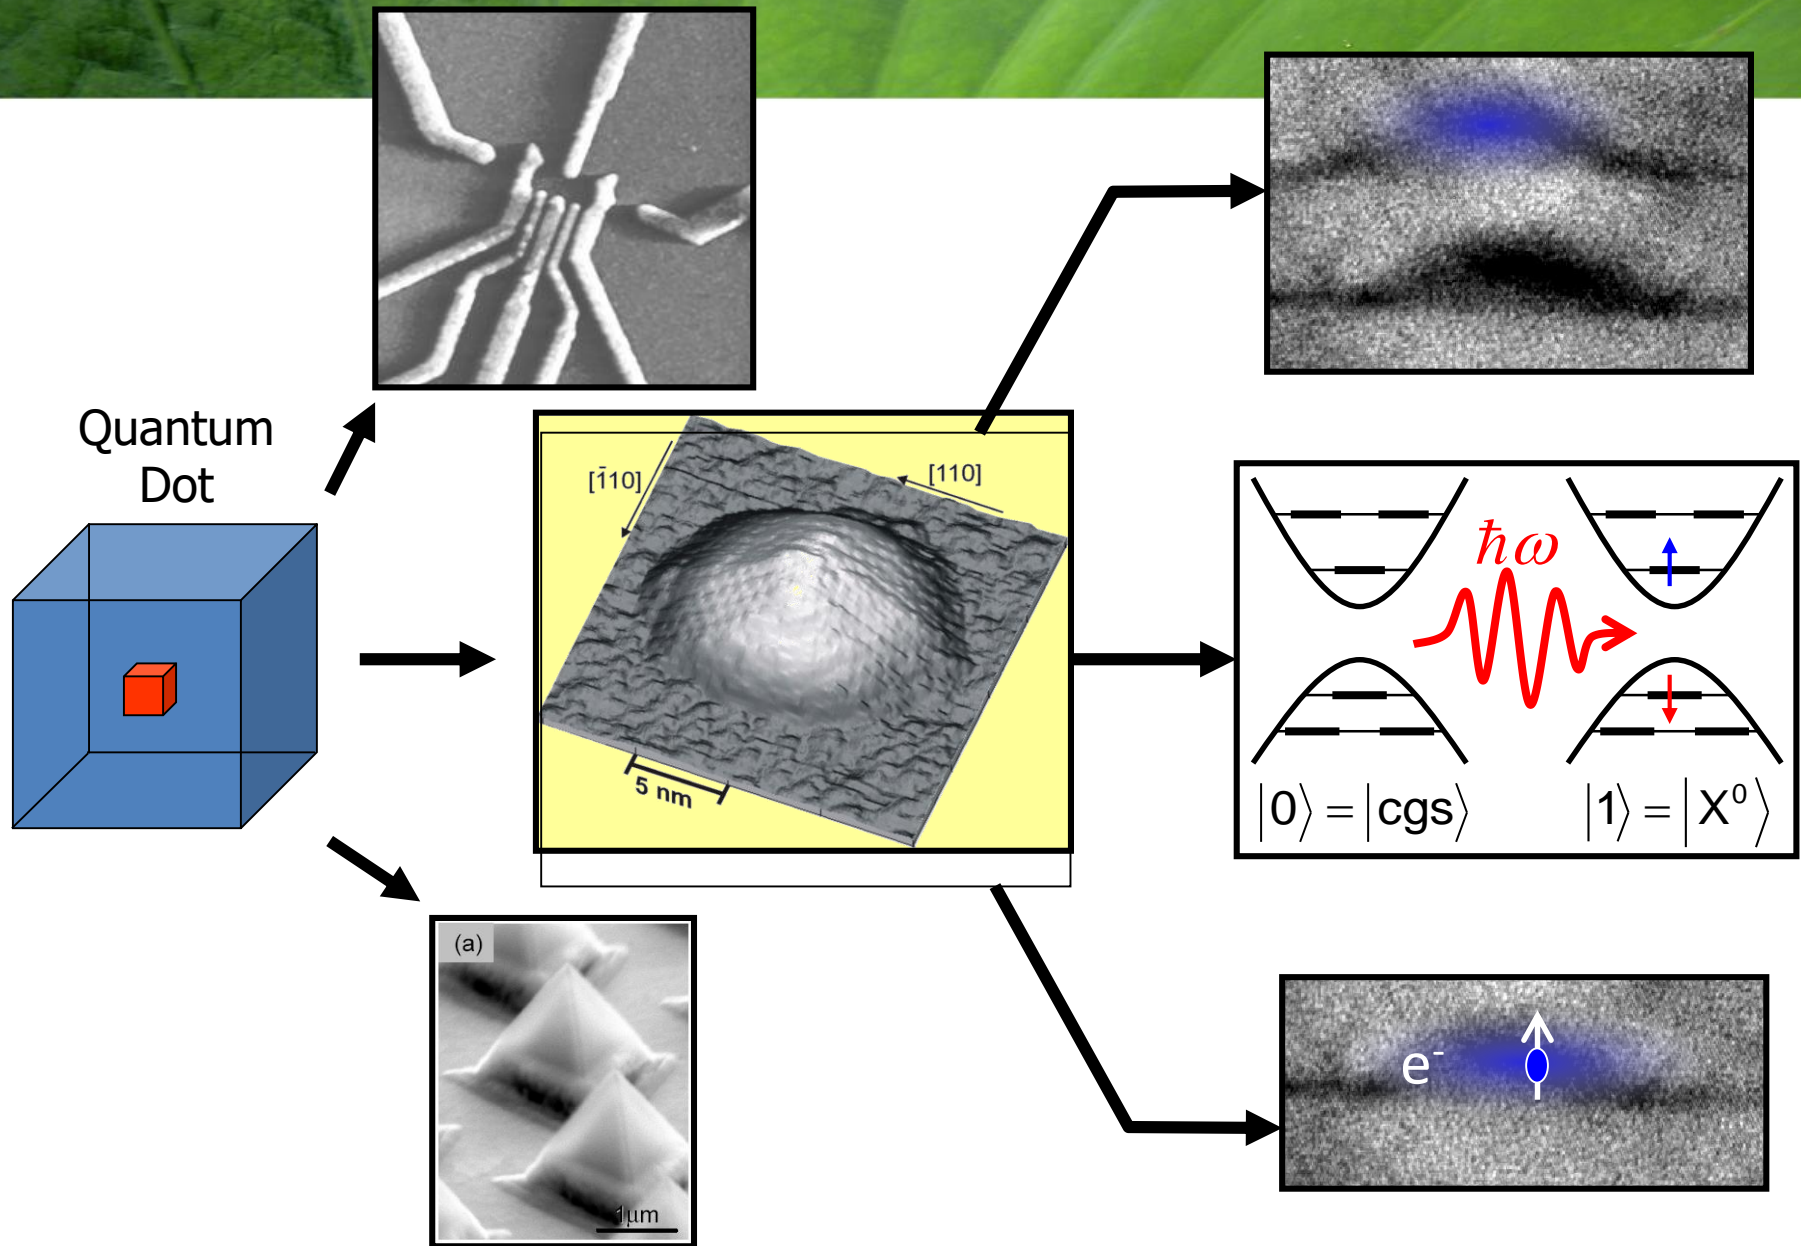 Quantum
Dot
[1̄10]
[110]
5 nm
(a)
1μm
ħω
|0⟩ = |cgs⟩
|1⟩ = |X⁰⟩
e⁻